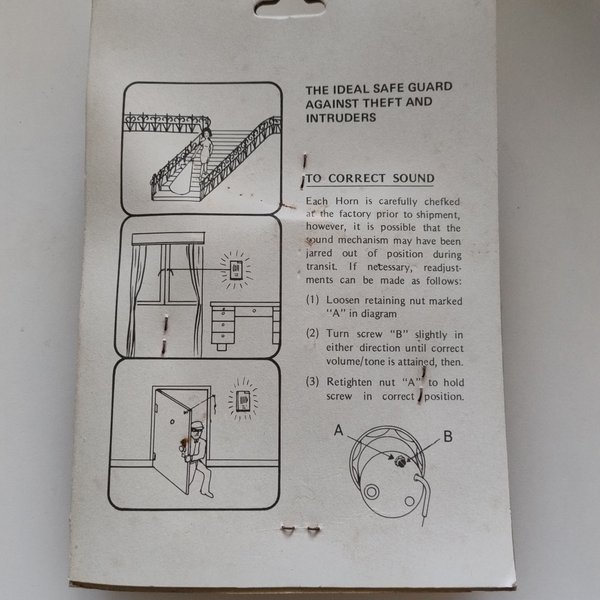 THE IDEAL SAFE GUARD
AGAINST THEFT AND
INTRUDERS
TO CORRECT SOUND
Each Horn is carefully chefked
at the factory prior to shipment,
however, it is possible that the
sound mechanism may have been
jarred out of position during
transit. If necessary, readjust-
ments can be made as follows:
(1) Loosen retaining nut marked
"A" in diagram
(2) Turn screw "B" slightly in
either direction until correct
volume/tone is attained, then.
(3) Retighten nut "A" to hold
screw in correct position.
A
B